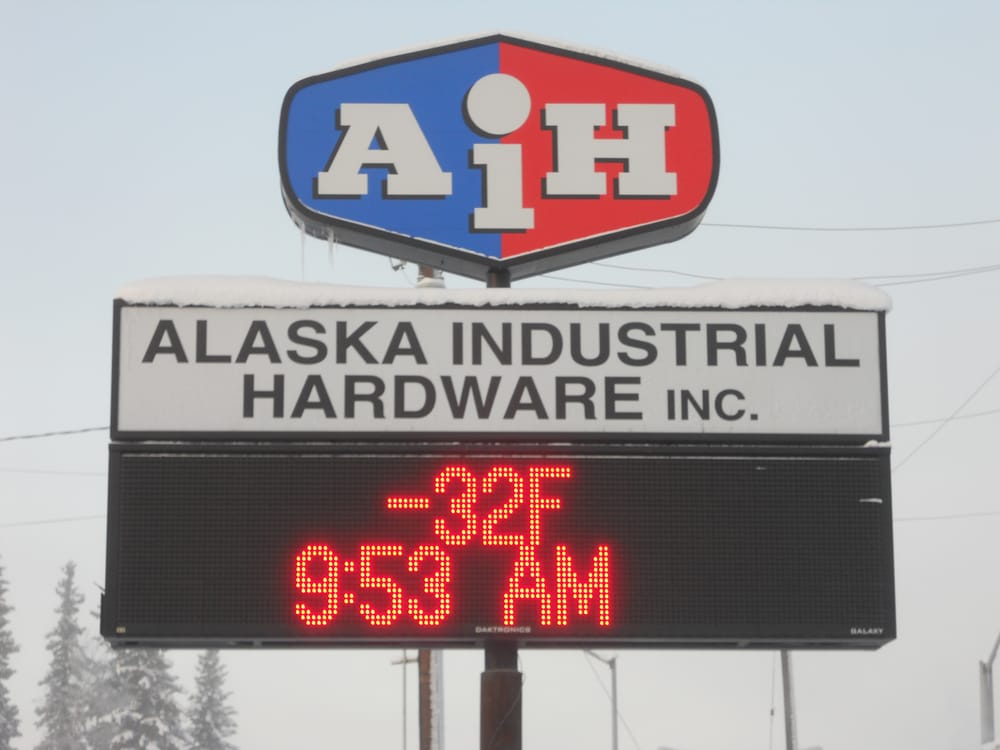 AiH
ALASKA INDUSTRIAL
HARDWARE INC.
-32F
9:53 AM
DAKTRONICS
GALAXY